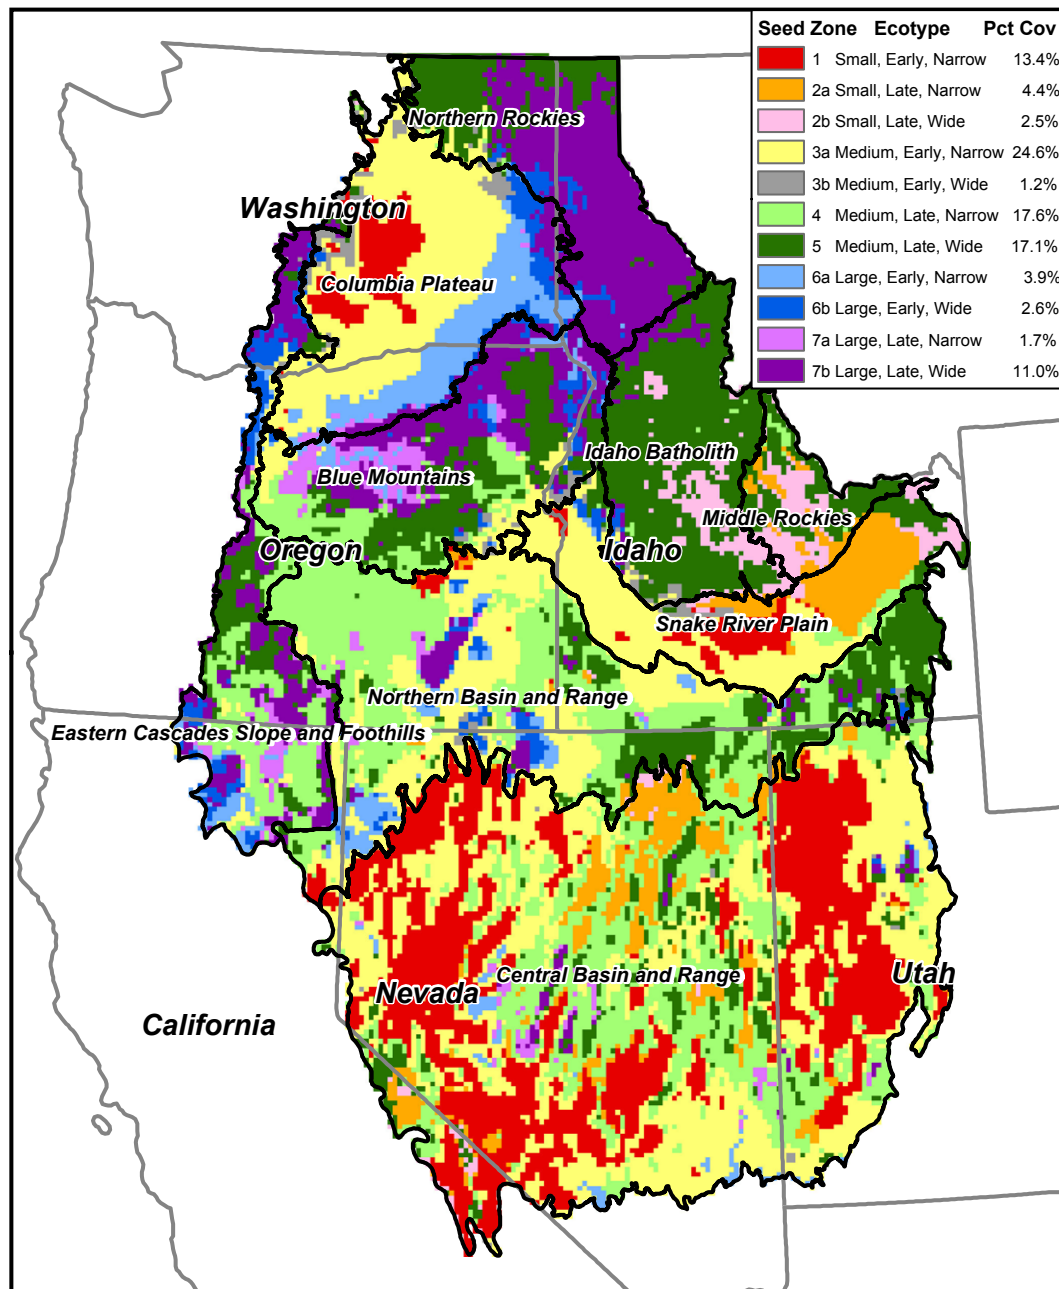 Seed Zone Ecotype Pct Cov
1 Small, Early, Narrow 13.4%
2a Small, Late, Narrow 4.4%
2b Small, Late, Wide 2.5%
3a Medium, Early, Narrow 24.6%
3b Medium, Early, Wide 1.2%
4 Medium, Late, Narrow 17.6%
5 Medium, Late, Wide 17.1%
6a Large, Early, Narrow 3.9%
6b Large, Early, Wide 2.6%
7a Large, Late, Narrow 1.7%
7b Large, Late, Wide 11.0%
Northern Rockies
Washington
Columbia Plateau
Idaho Batholith
Blue Mountains
Middle Rockies
Oregon
Idaho
Snake River Plain
Northern Basin and Range
Eastern Cascades Slope and Foothills
Central Basin and Range
Utah
Nevada
California